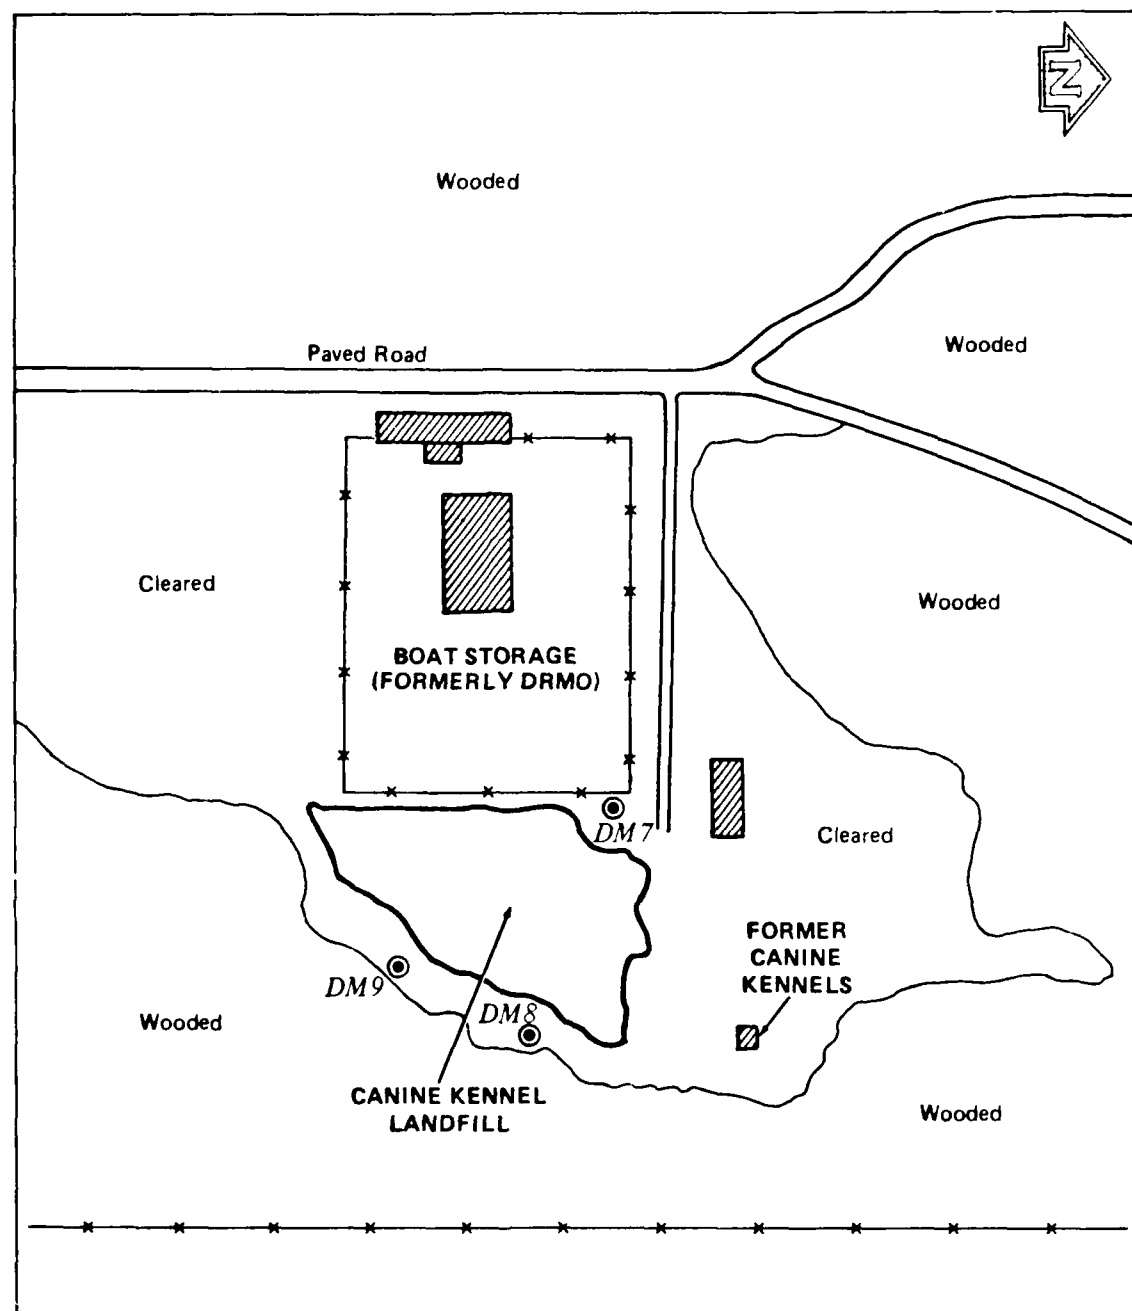 N
Wooded
Wooded
Paved Road
Cleared
Wooded
BOAT STORAGE
(FORMERLY DRMO)
DM7
Cleared
FORMER
CANINE
KENNELS
DM9
DM8
Wooded
CANINE KENNEL
LANDFILL
Wooded